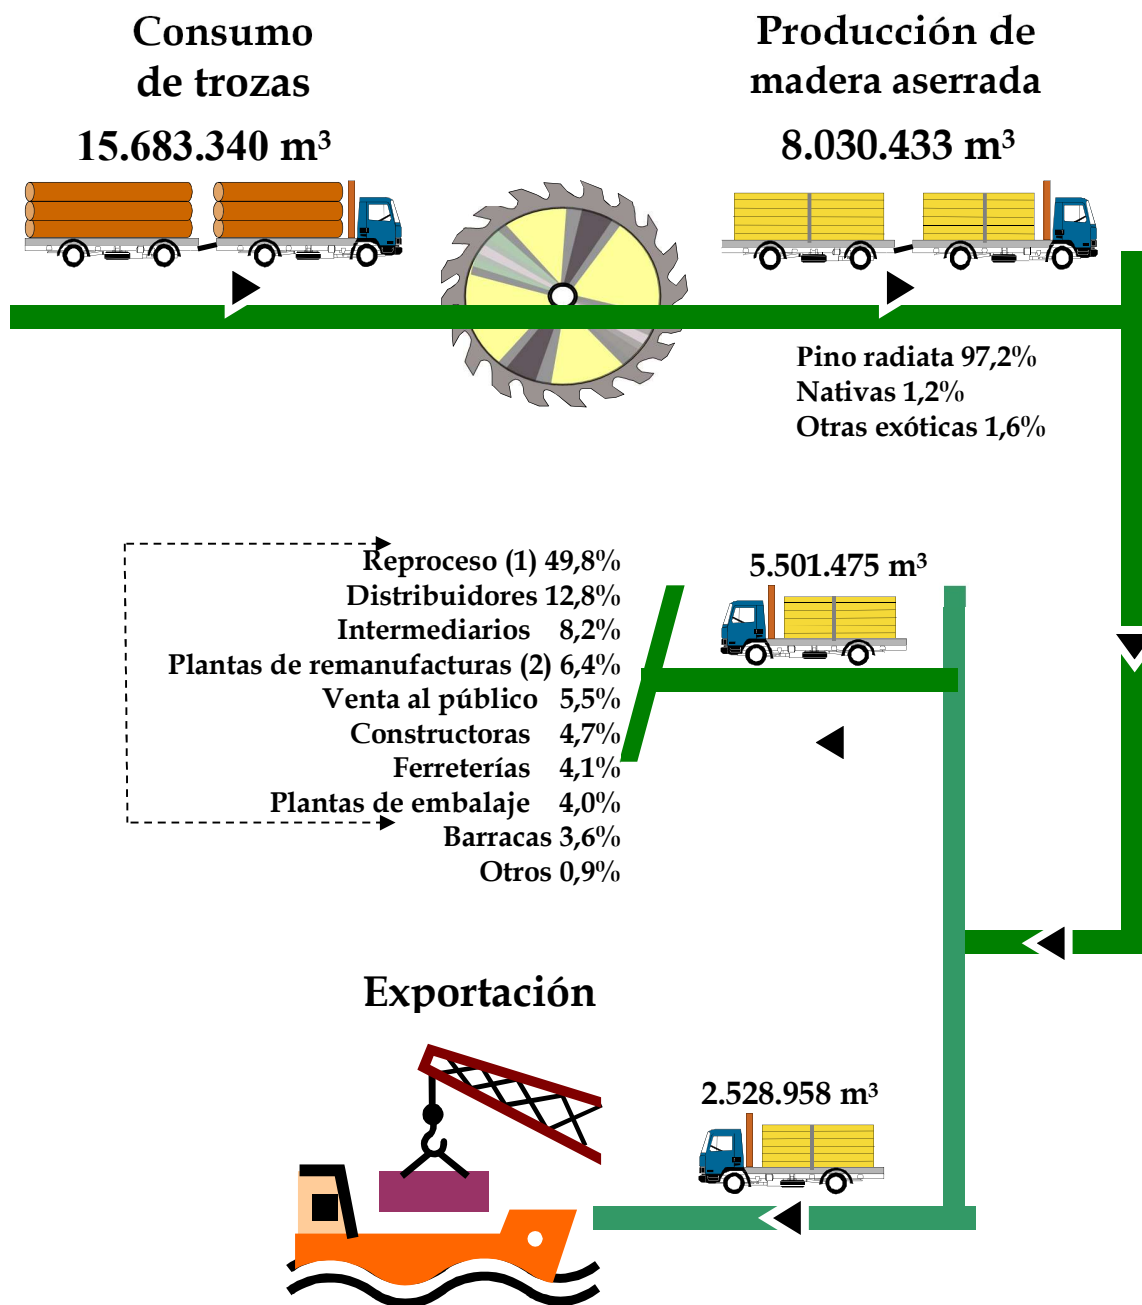 Consumo
de trozas
15.683.340 m³
Producción de
madera aserrada
8.030.433 m³
Pino radiata 97,2%
Nativas 1,2%
Otras exóticas 1,6%
Reproceso (1) 49,8%
Distribuidores 12,8%
Intermediarios 8,2%
Plantas de remanufacturas (2) 6,4%
Venta al público 5,5%
Constructoras 4,7%
Ferreterías 4,1%
Plantas de embalaje 4,0%
Barracas 3,6%
Otros 0,9%
5.501.475 m³
Exportación
2.528.958 m³